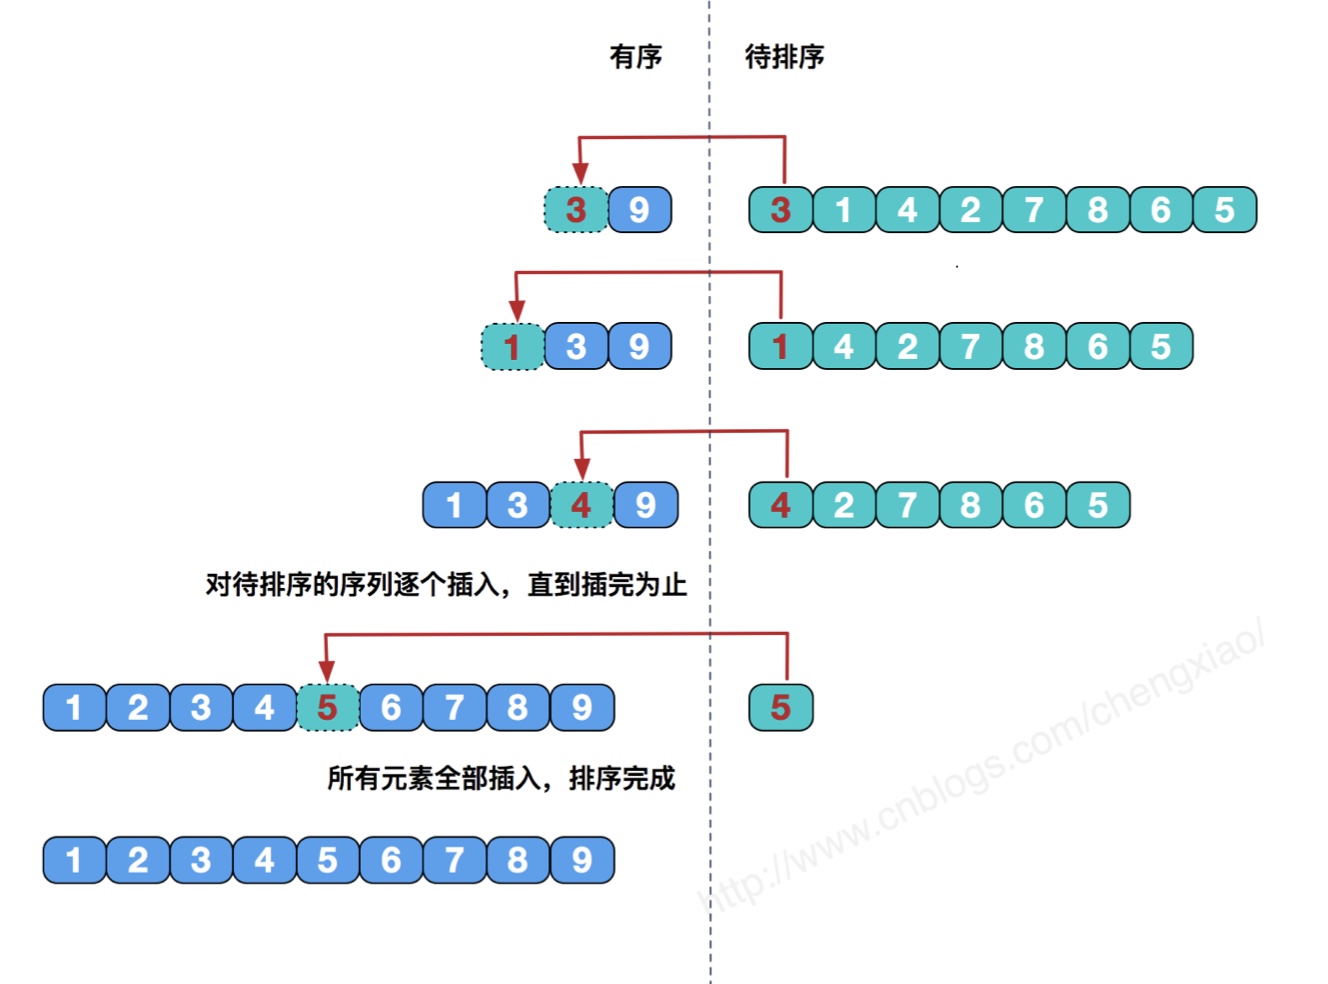 有序 待排序
3 9 3 1 4 2 7 8 6 5
1 3 9 1 4 2 7 8 6 5
1 3 4 9 4 2 7 8 6 5
对待排序的序列逐个插入，直到插完为止
1 2 3 4 5 6 7 8 9 5
所有元素全部插入，排序完成
1 2 3 4 5 6 7 8 9
http://www.cnblogs.com/chengxiao/